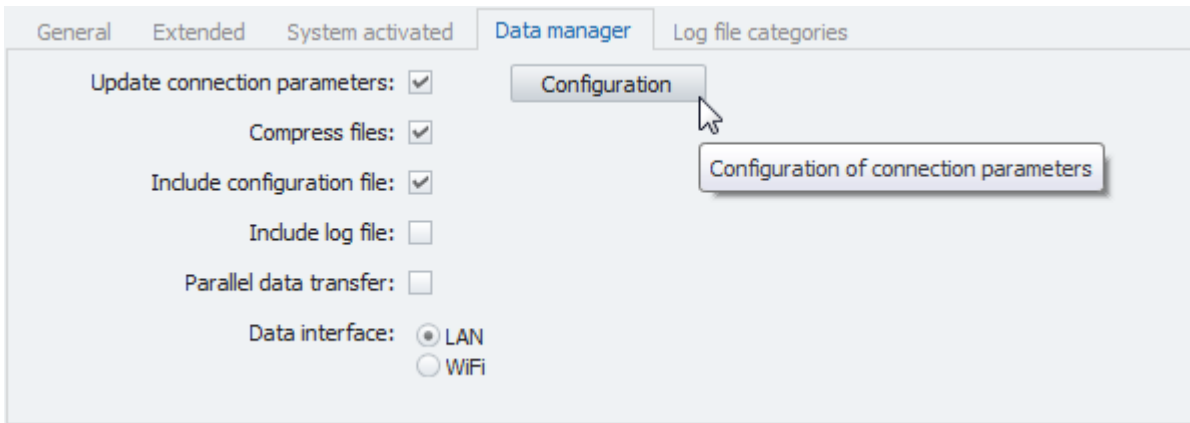 General Extended System activated Data manager Log file categories
Update connection parameters: Configuration
Compress files:
Configuration of connection parameters
Include configuration file:
Include log file:
Parallel data transfer:
Data interface: LAN
WiFi